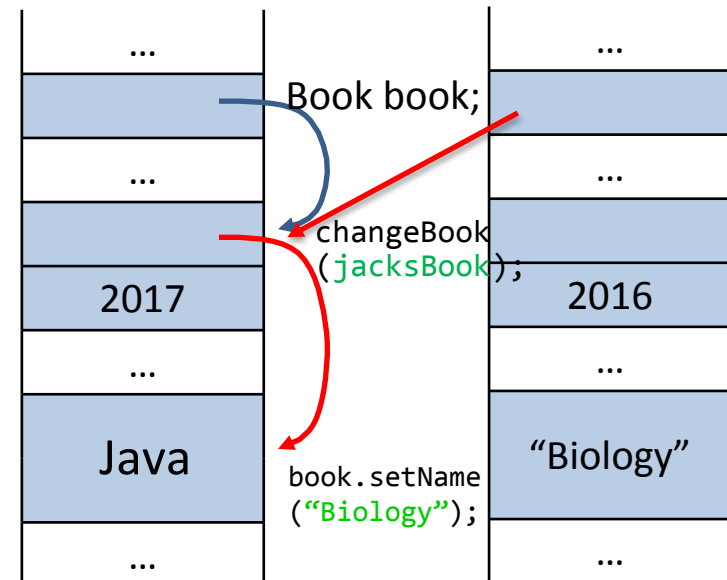 ...
Book book;
...
changeBook
(jacksBook);
2017
...
Java
book.setName
(“Biology”);
...
...
...
2016
...
“Biology”
...